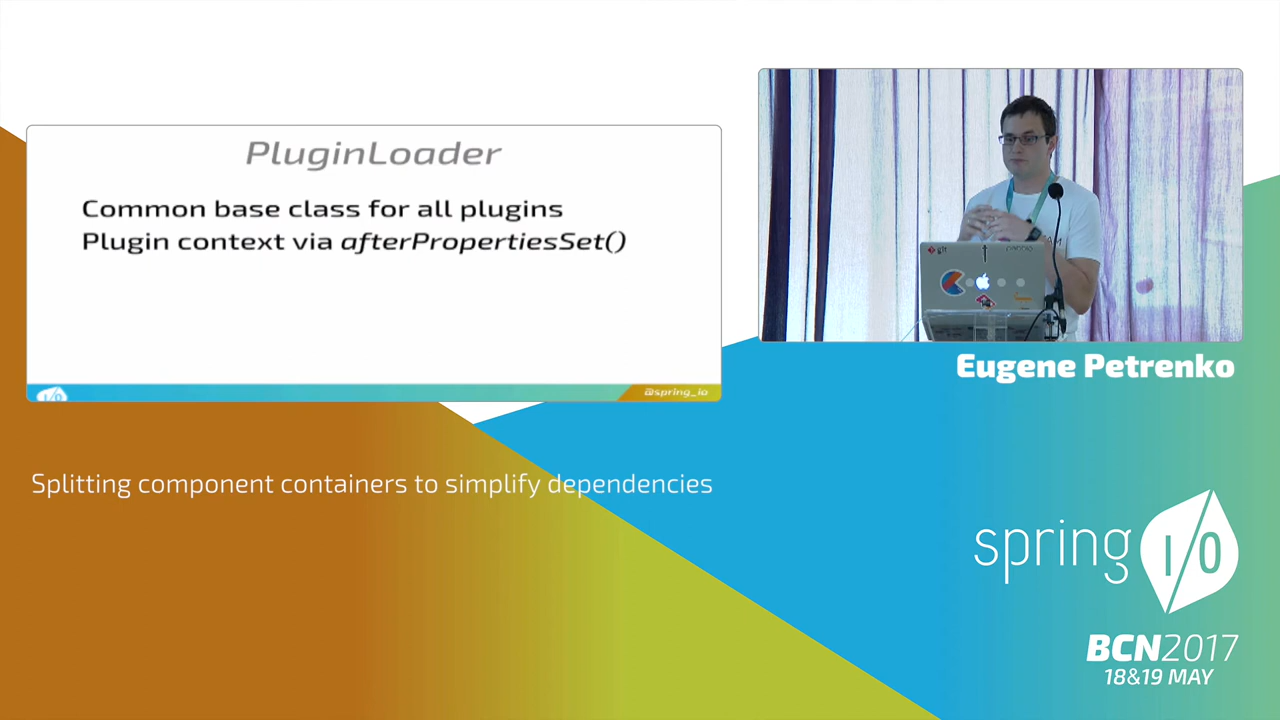 PluginLoader
Common base class for all plugins
Plugin context via afterPropertiesSet()
I/O
@spring_io
git
Eugene Petrenko
Splitting component containers to simplify dependencies
spring I/O
BCN2017
18&19 MAY